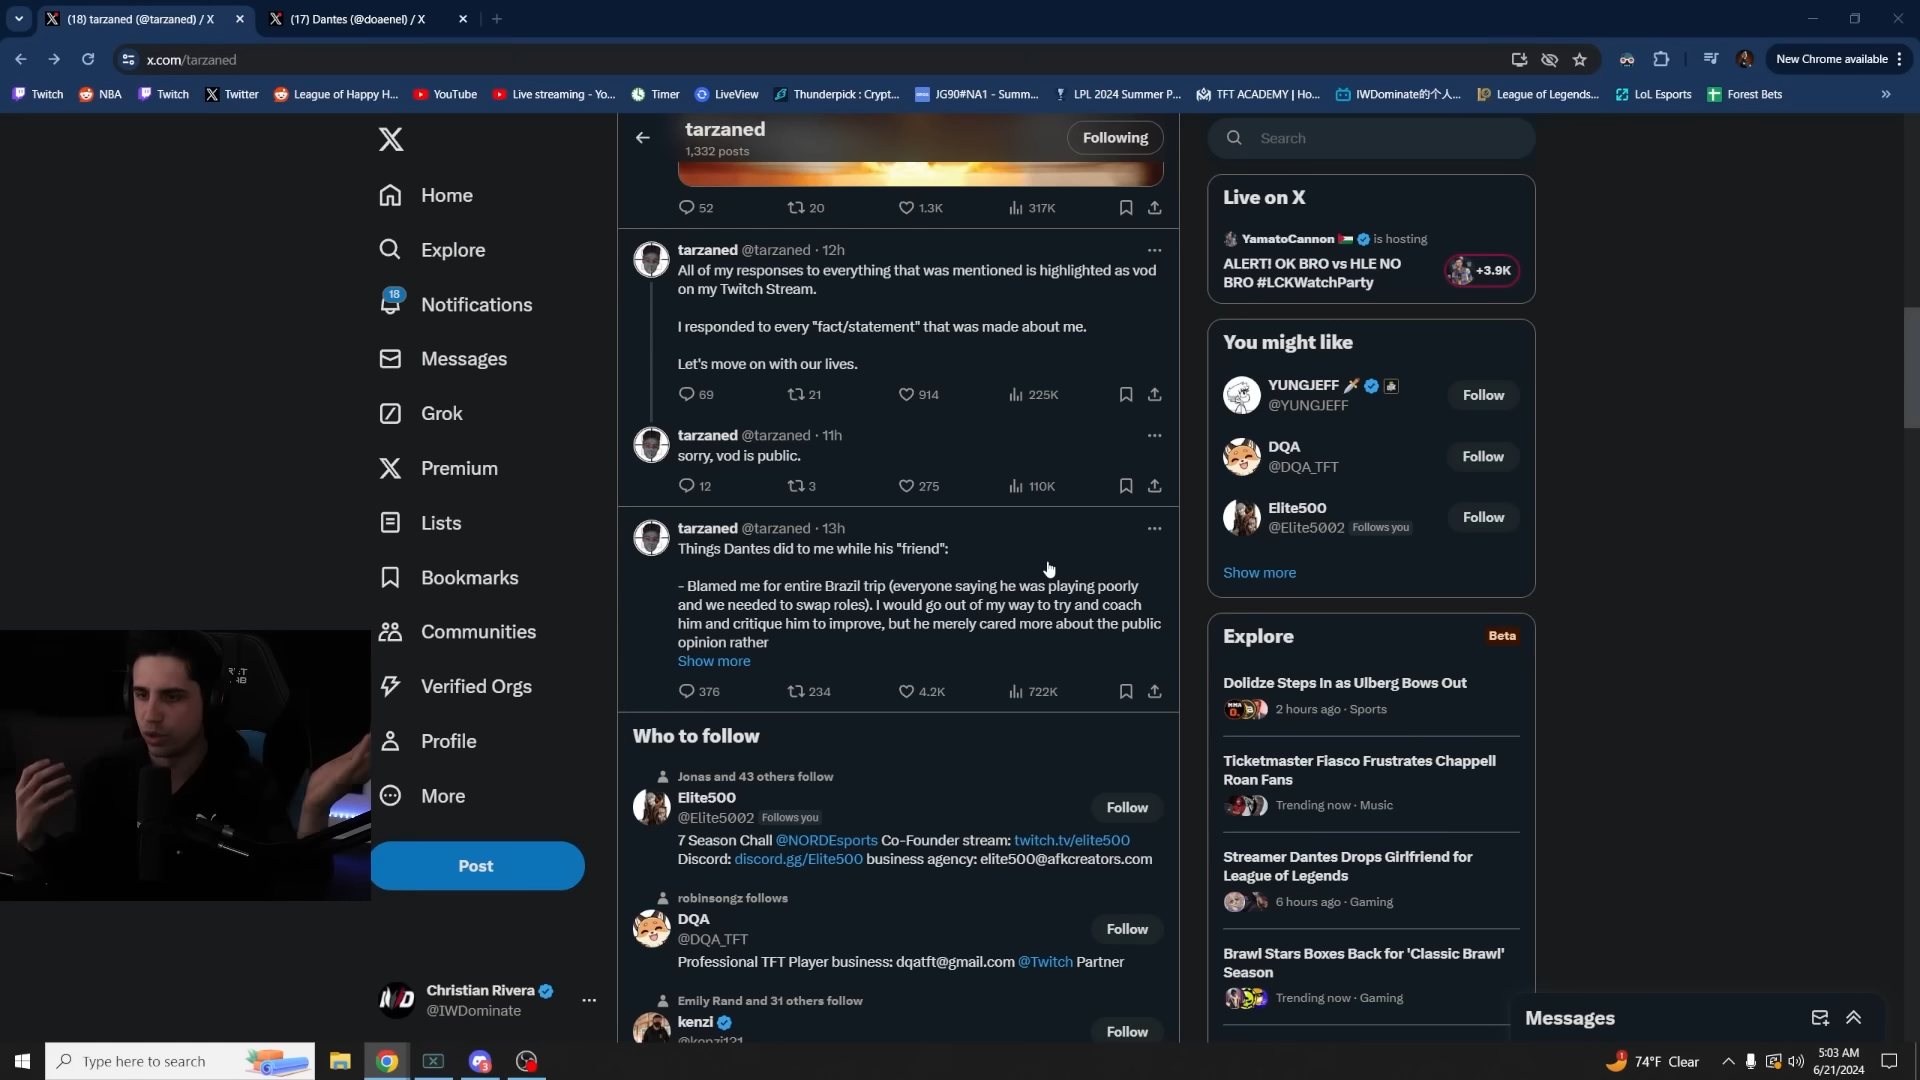 (18) tarzaned (@tarzaned) / X
(17) Dantes (@doaenel) / X
x.com/tarzaned
New Chrome available
Twitch
NBA
Twitch
Twitter
League of Happy H...
YouTube
Live streaming - Yo...
Timer
LiveView
Thunderpick : Crypt...
JG90#NA1 - Summ...
LPL 2024 Summer P...
TFT ACADEMY | Ho...
IWDominate的个人...
League of Legends...
LoL Esports
Forest Bets
Home
Explore
18
Notifications
Messages
Grok
Premium
Lists
Bookmarks
Communities
Verified Orgs
Profile
More
Post
Christian Rivera
@IWDominate
tarzaned
1,332 posts
Following
52 20 1.3K 317K
tarzaned @tarzaned · 12h
All of my responses to everything that was mentioned is highlighted as vod
on my Twitch Stream.
I responded to every "fact/statement" that was made about me.
Let's move on with our lives.
69 21 914 225K
tarzaned @tarzaned · 11h
sorry, vod is public.
12 3 275 110K
tarzaned @tarzaned · 13h
Things Dantes did to me while his "friend":
- Blamed me for entire Brazil trip (everyone saying he was playing poorly
and we needed to swap roles). I would go out of my way to try and coach
him and critique him to improve, but he merely cared more about the public
opinion rather
Show more
376 234 4.2K 722K
Who to follow
Jonas and 43 others follow
Elite500
@Elite5002 Follows you
Follow
7 Season Chall @NORDEsports Co-Founder stream: twitch.tv/elite500
Discord: discord.gg/Elite500 business agency: elite500@afkcreators.com
robinsongz follows
DQA
@DQA_TFT
Follow
Professional TFT Player business: dqatft@gmail.com @Twitch Partner
Emily Rand and 31 others follow
kenzi
@kenzi121
Follow
Search
Live on X
YamatoCannon is hosting
ALERT! OK BRO vs HLE NO
BRO #LCKWatchParty
+3.9K
You might like
YUNGJEFF
@YUNGJEFF
Follow
DQA
@DQA_TFT
Follow
Elite500
@Elite5002 Follows you
Follow
Show more
Explore
Beta
Dolidze Steps In as Ulberg Bows Out
2 hours ago · Sports
Ticketmaster Fiasco Frustrates Chappell
Roan Fans
Trending now · Music
Streamer Dantes Drops Girlfriend for
League of Legends
6 hours ago · Gaming
Brawl Stars Boxes Back for 'Classic Brawl'
Season
Trending now · Gaming
Messages
Type here to search
74°F Clear
5:03 AM
6/21/2024